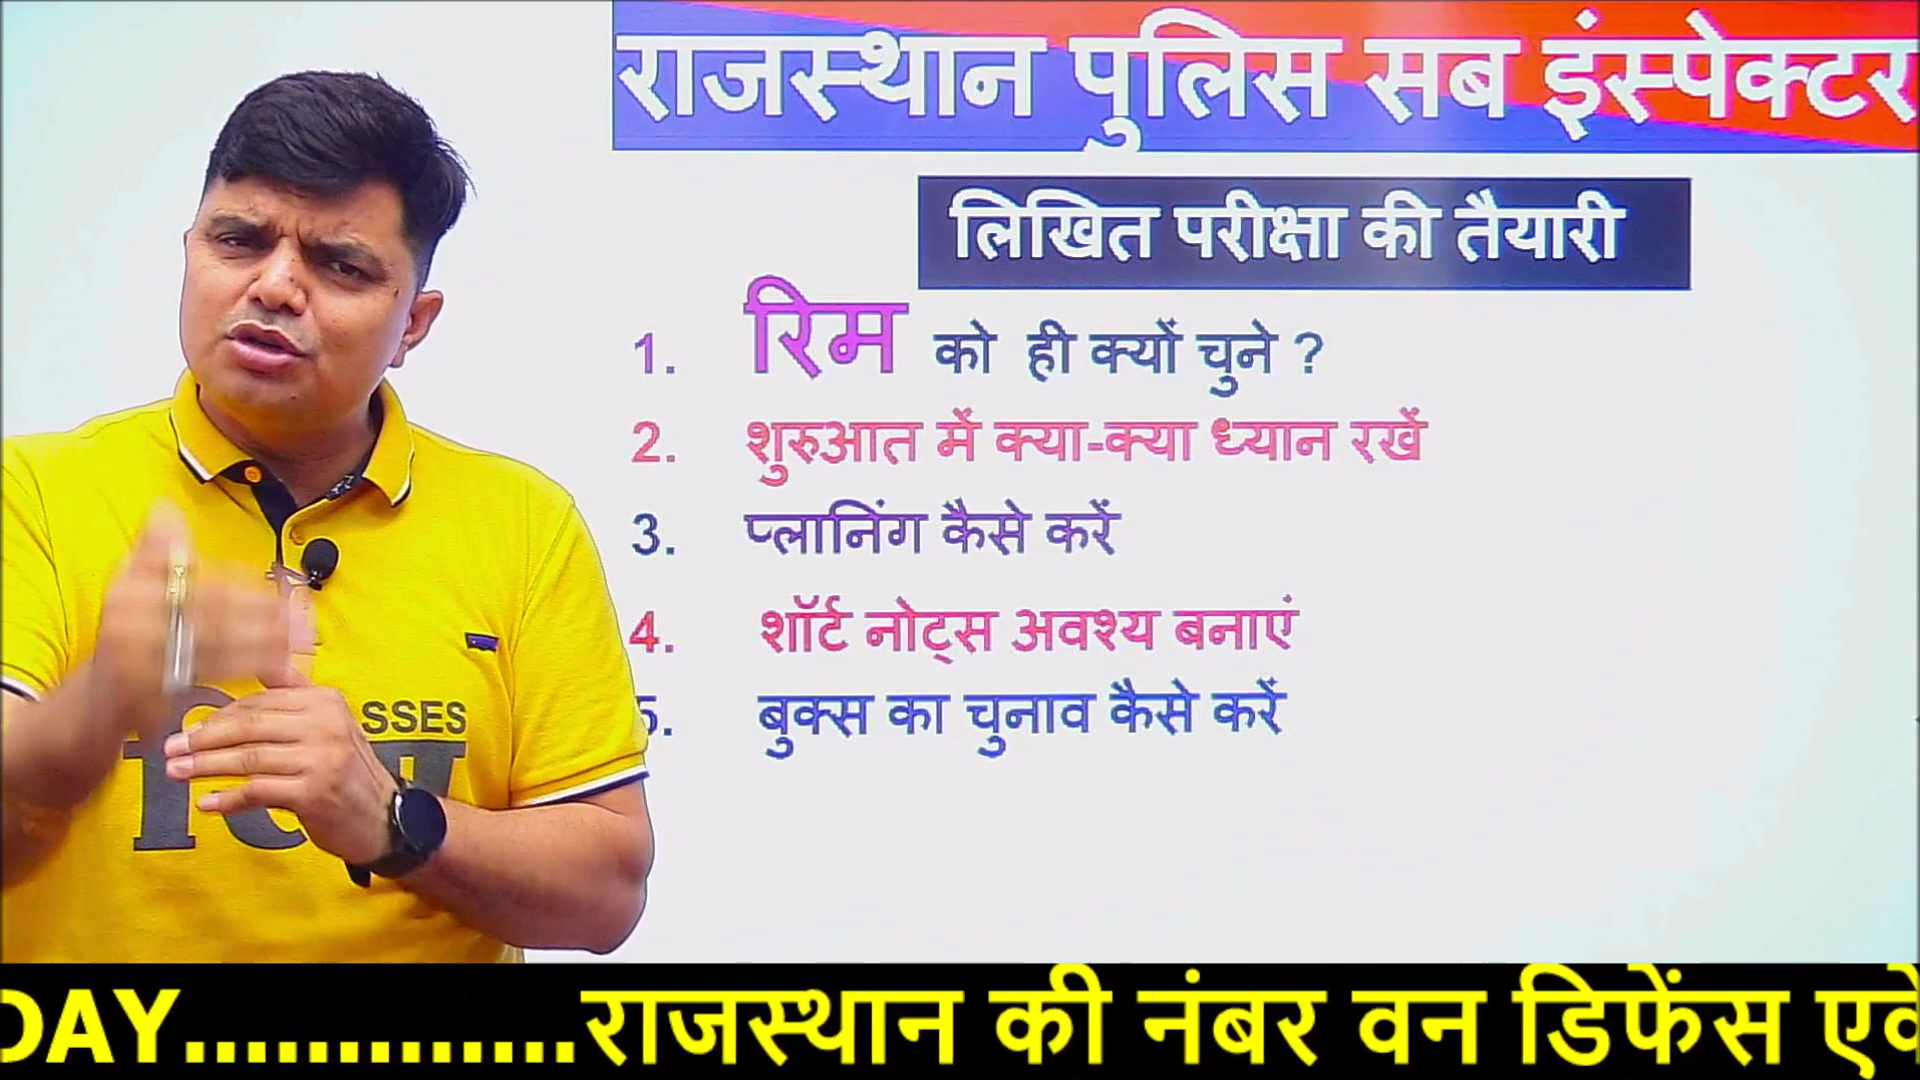 राजस्थान पुलिस सब इंस्पेक्टर
लिखित परीक्षा की तैयारी
1. रिम को ही क्यों चुने ?
2. शुरुआत में क्या-क्या ध्यान रखें
3. प्लानिंग कैसे करें
4. शॉर्ट नोट्स अवश्य बनाएं
5. बुक्स का चुनाव कैसे करें
SSES
DAY.............राजस्थान की नंबर वन डिफेंस